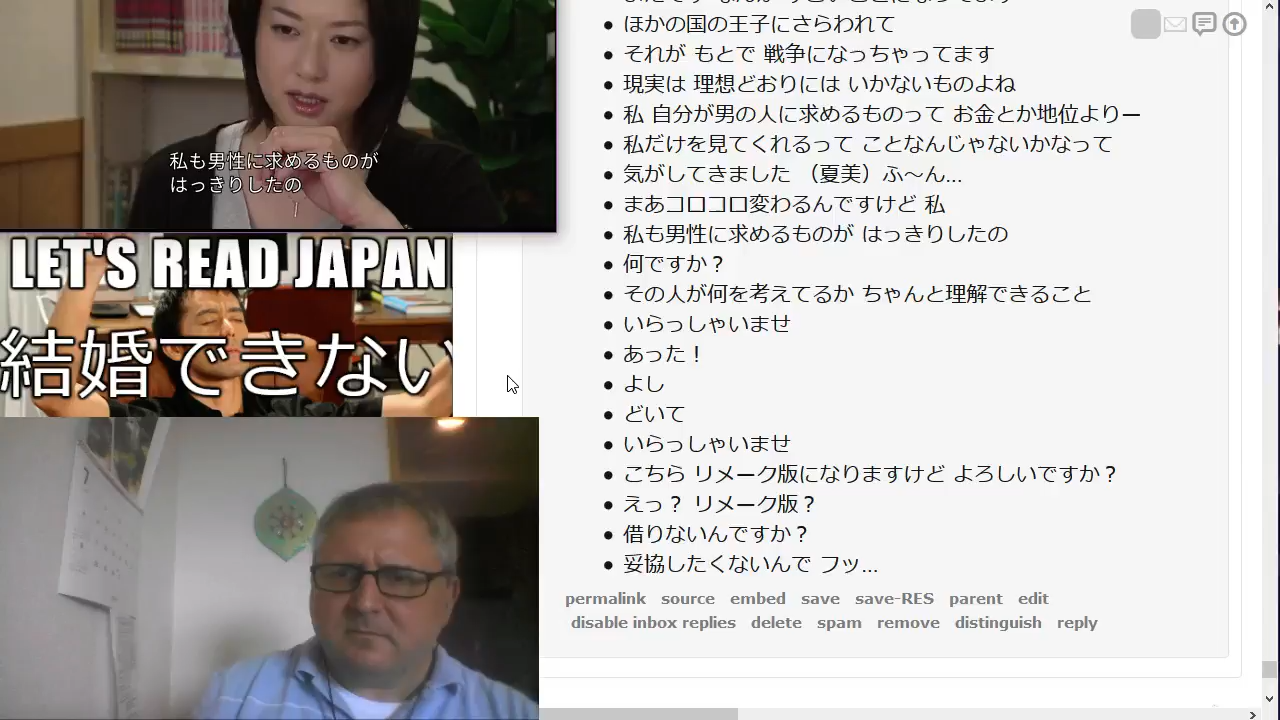 私も男性に求めるものが
はっきりしたの
LET'S READ JAPAN
結婚できない
ほかの国の王子にさらわれて
それが もとで 戦争になっちゃってます
現実は 理想どおりには いかないものよね
私 自分が男の人に求めるものって お金とか地位よりー
私だけを見てくれるって ことなんじゃないかなって
気がしてきました （夏美）ふ～ん…
まあコロコロ変わるんですけど 私
私も男性に求めるものが はっきりしたの
何ですか？
その人が何を考えてるか ちゃんと理解できること
いらっしゃいませ
あった！
よし
どいて
いらっしゃいませ
こちら リメーク版になりますけど よろしいですか？
えっ？ リメーク版？
借りないんですか？
妥協したくないんで フッ…
permalink source embed save save-RES parent edit
disable inbox replies delete spam remove distinguish reply